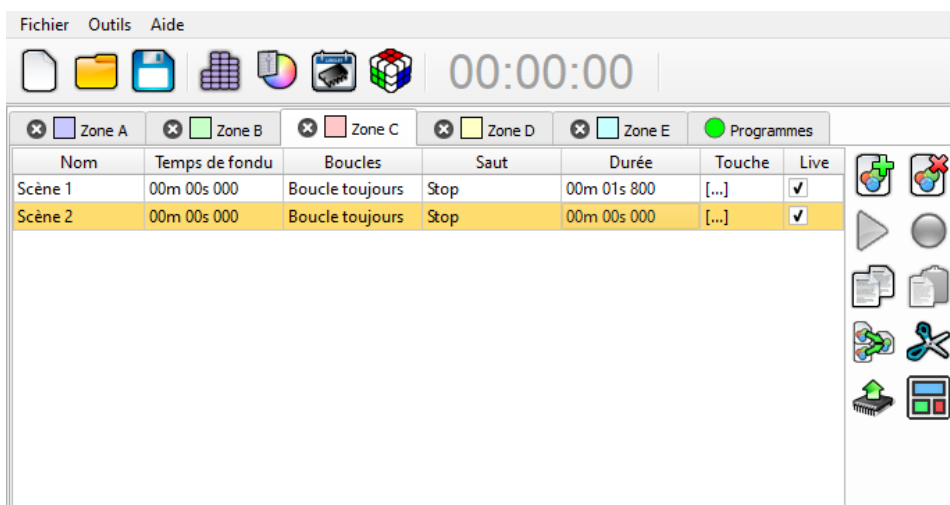 Fichier Outils Aide
00:00:00
Zone A Zone B Zone C Zone D Zone E Programmes
Nom Temps de fondu Boucles Saut Durée Touche Live
Scène 1 00m 00s 000 Boucle toujours Stop 00m 01s 800 [...]
Scène 2 00m 00s 000 Boucle toujours Stop 00m 00s 000 [...]